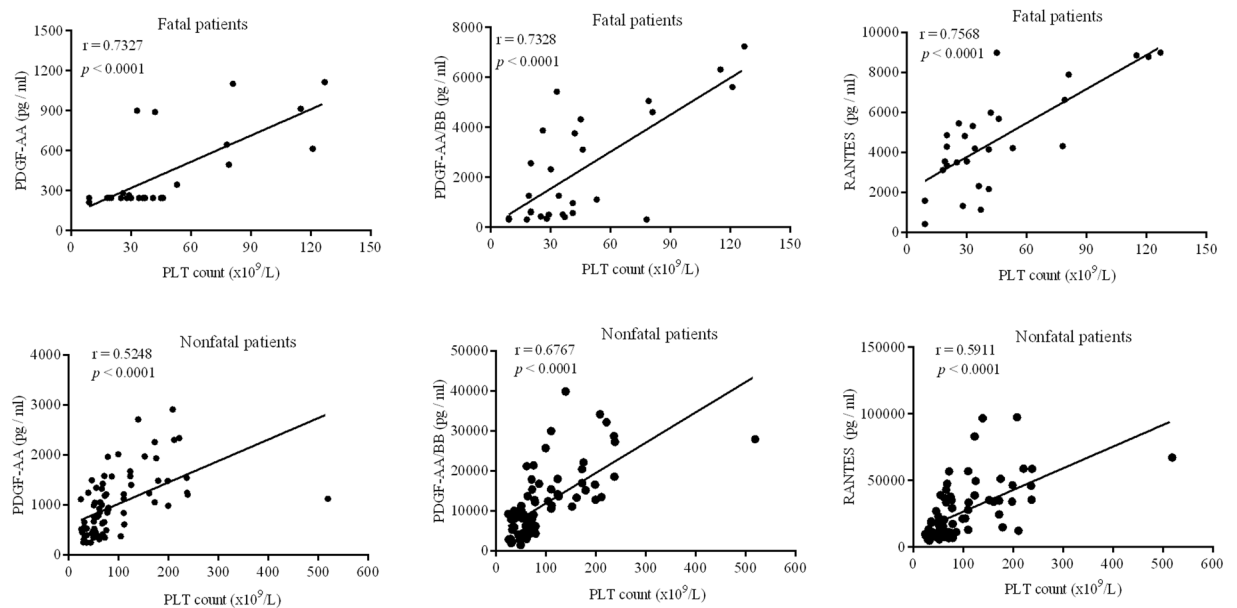 Fatal patients
r = 0.7327
p < 0.0001
PDGF-AA (pg / ml)
1500
1200
900
600
300
0
0 30 60 90 120 150
PLT count (x10⁹/L)
Fatal patients
r = 0.7328
p < 0.0001
PDGF-AA/BB (pg / ml)
8000
6000
4000
2000
0
0 30 60 90 120 150
PLT count (x10⁹/L)
Fatal patients
r = 0.7568
p < 0.0001
RANTES (pg / ml)
10000
8000
6000
4000
2000
0
0 30 60 90 120 150
PLT count (x10⁹/L)
Nonfatal patients
r = 0.5248
p < 0.0001
PDGF-AA (pg / ml)
4000
3000
2000
1000
0
0 100 200 300 400 500 600
PLT count (x10⁹/L)
Nonfatal patients
r = 0.6767
p < 0.0001
PDGF-AA/BB (pg / ml)
50000
40000
30000
20000
10000
0
0 100 200 300 400 500 600
PLT count (x10⁹/L)
Nonfatal patients
r = 0.5911
p < 0.0001
RANTES (pg / ml)
150000
100000
50000
0
0 100 200 300 400 500 600
PLT count (x10⁹/L)